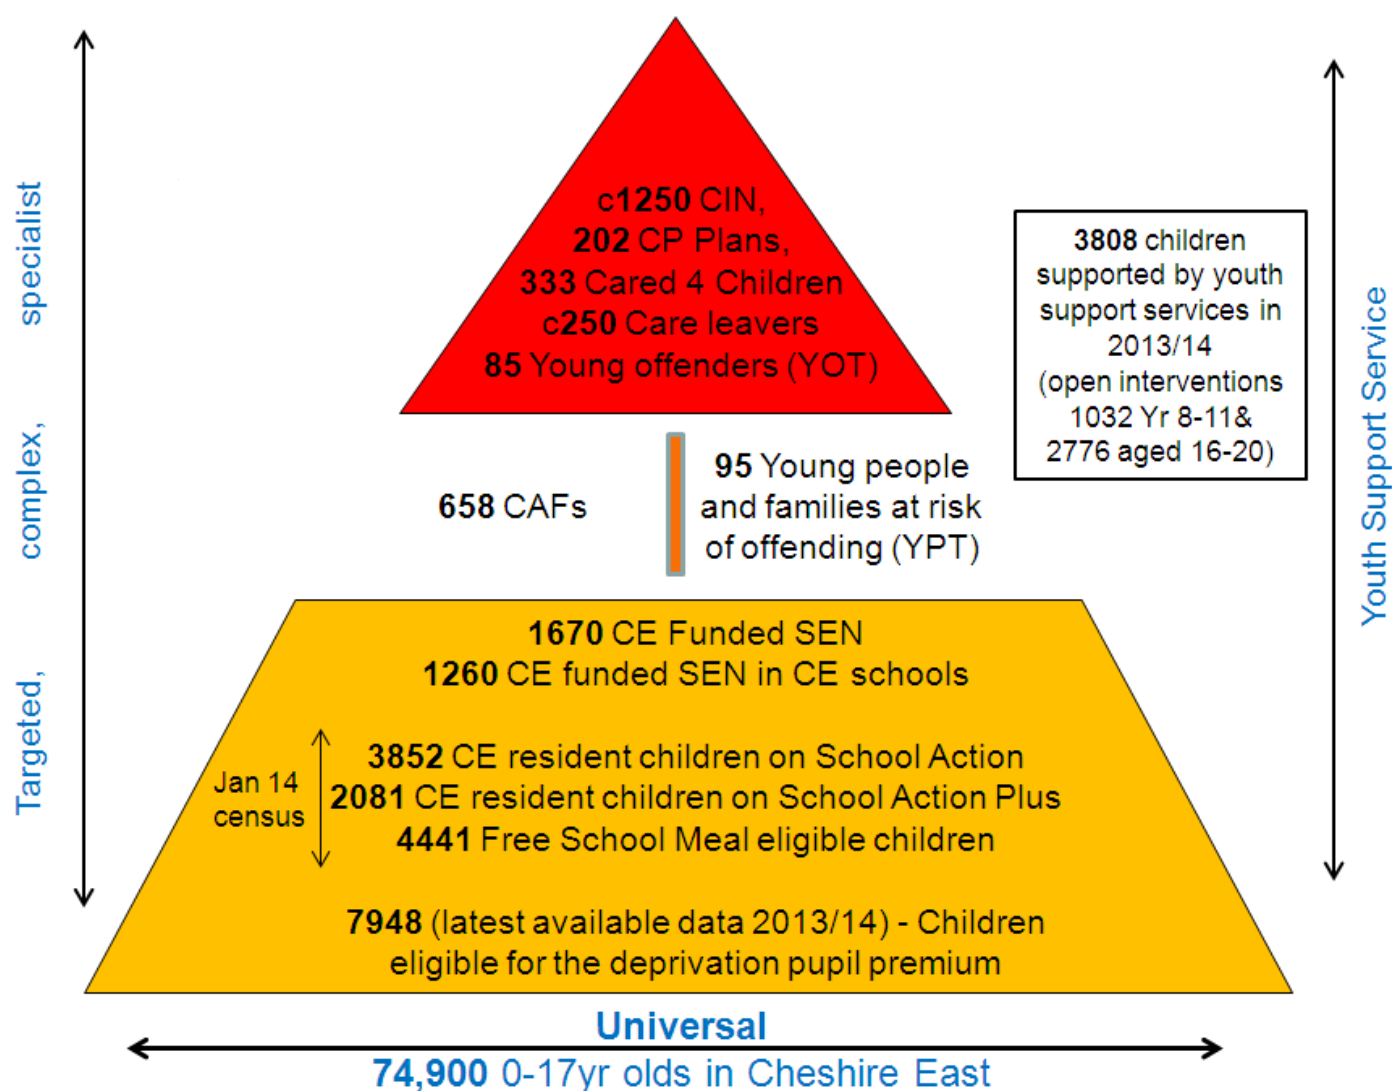 c1250 CIN,
202 CP Plans,
333 Cared 4 Children
c250 Care leavers
85 Young offenders (YOT)
3808 children
supported by youth
support services in
2013/14
(open interventions
1032 Yr 8-11&
2776 aged 16-20)
658 CAFs
95 Young people
and families at risk
of offending (YPT)
1670 CE Funded SEN
1260 CE funded SEN in CE schools
Jan 14
census
3852 CE resident children on School Action
2081 CE resident children on School Action Plus
4441 Free School Meal eligible children
7948 (latest available data 2013/14) - Children
eligible for the deprivation pupil premium
Universal
74,900 0-17yr olds in Cheshire East
Targeted, complex, specialist
Youth Support Service